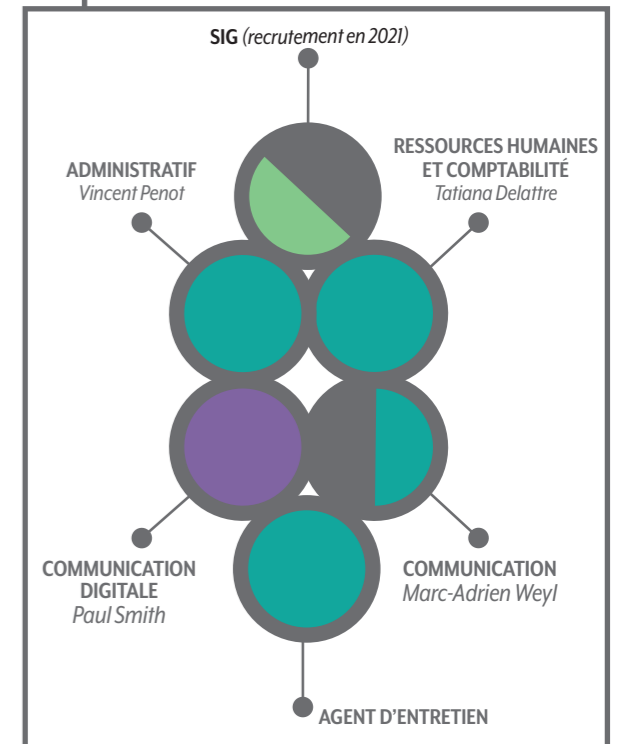 SIG (recrutement en 2021)
ADMINISTRATIF
Vincent Penot
RESSOURCES HUMAINES
ET COMPTABILITÉ
Tatiana Delattre
COMMUNICATION
DIGITALE
Paul Smith
COMMUNICATION
Marc-Adrien Weyl
AGENT D'ENTRETIEN